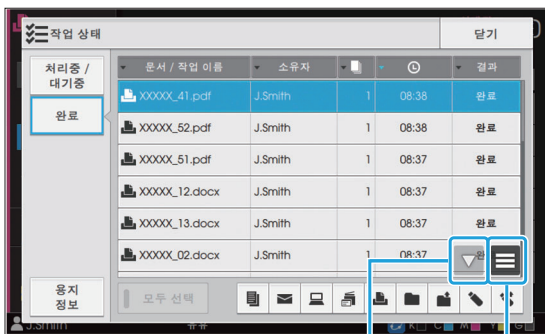 작업 상태
닫기
처리중 /
대기중
완료
용지
정보
문서 / 작업 이름 소유자 결과
XXXXX_41.pdf J.Smith 1 08:38 완료
XXXXX_52.pdf J.Smith 1 08:38 완료
XXXXX_51.pdf J.Smith 1 08:37 완료
XXXXX_12.docx J.Smith 1 08:37 완료
XXXXX_13.docx J.Smith 1 08:37 완료
XXXXX_02.docx J.Smith 1 08:37
모두 선택
J.Smith K C M Y